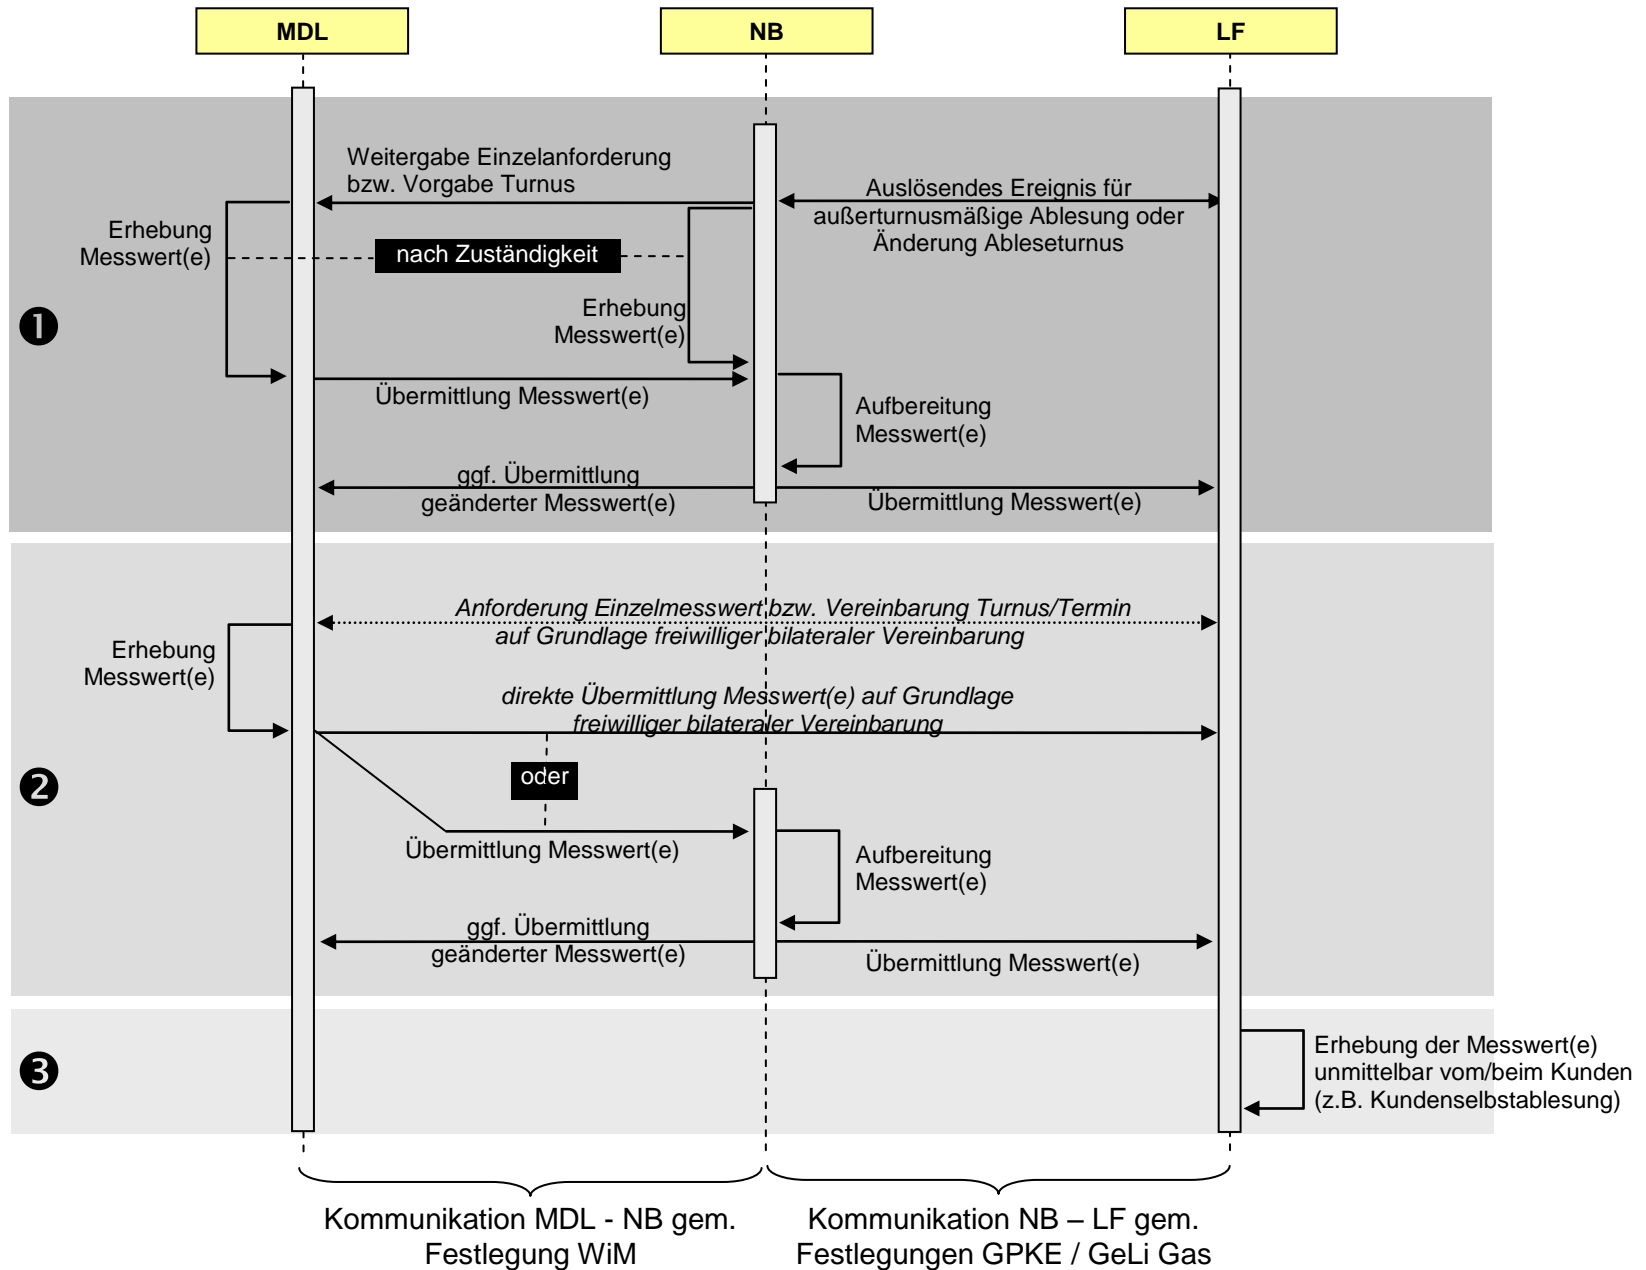 MDL
NB
LF
Weitergabe Einzelanforderung
bzw. Vorgabe Turnus
Auslösendes Ereignis für
außerturnusmäßige Ablesung oder
Änderung Ableseturnus
Erhebung
Messwert(e)
nach Zuständigkeit
Erhebung
Messwert(e)
❶
Übermittlung Messwert(e)
Aufbereitung
Messwert(e)
ggf. Übermittlung
geänderter Messwert(e)
Übermittlung Messwert(e)
Anforderung Einzelmesswert bzw. Vereinbarung Turnus/Termin
auf Grundlage freiwilliger bilateraler Vereinbarung
Erhebung
Messwert(e)
direkte Übermittlung Messwert(e) auf Grundlage
freiwilliger bilateraler Vereinbarung
❷
oder
Übermittlung Messwert(e)
Aufbereitung
Messwert(e)
ggf. Übermittlung
geänderter Messwert(e)
Übermittlung Messwert(e)
❸
Erhebung der Messwert(e)
unmittelbar vom/beim Kunden
(z.B. Kundenselbstablesung)
Kommunikation MDL - NB gem.
Festlegung WiM
Kommunikation NB – LF gem.
Festlegungen GPKE / GeLi Gas